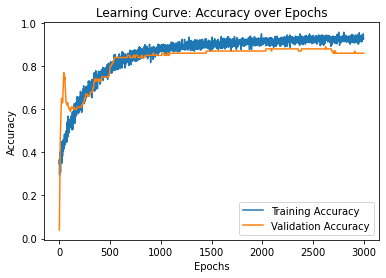 Learning Curve: Accuracy over Epochs
Accuracy
1.0
0.8
0.6
0.4
0.2
0.0
0
500
1000
1500
2000
2500
3000
Epochs
Training Accuracy
Validation Accuracy